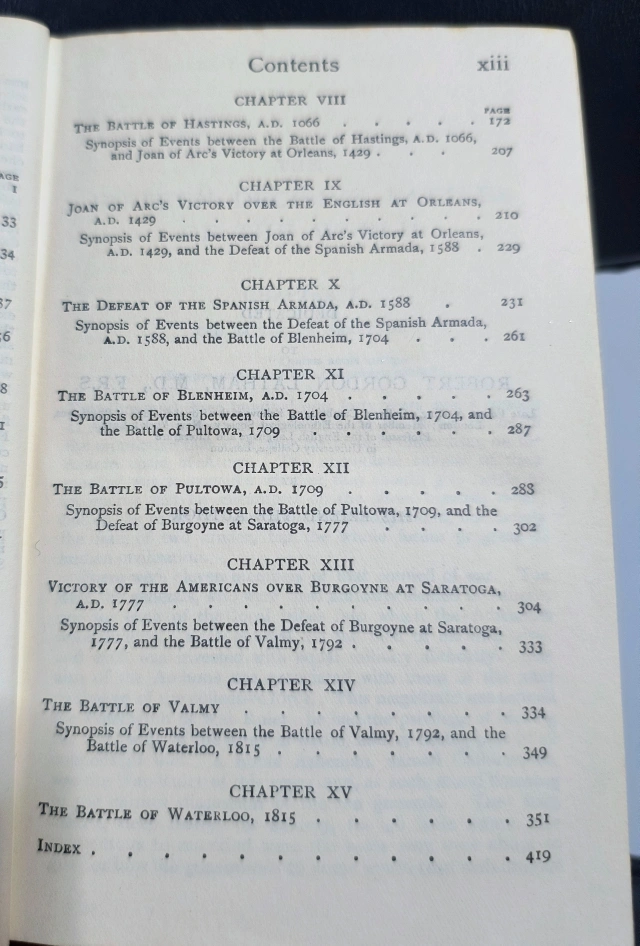 Contents xiii
CHAPTER VIII
PAGE
THE BATTLE OF HASTINGS, A.D. 1066 . . . . . 172
Synopsis of Events between the Battle of Hastings, A.D. 1066,
and Joan of Arc's Victory at Orleans, 1429 . . . 207
CHAPTER IX
JOAN OF ARC'S VICTORY OVER THE ENGLISH AT ORLEANS,
A.D. 1429 . . . . . . . . . . 210
Synopsis of Events between Joan of Arc's Victory at Orleans,
A.D. 1429, and the Defeat of the Spanish Armada, 1588 . 229
CHAPTER X
THE DEFEAT OF THE SPANISH ARMADA, A.D. 1588 . 231
Synopsis of Events between the Defeat of the Spanish Armada,
A.D. 1588, and the Battle of Blenheim, 1704 . . . 261
CHAPTER XI
THE BATTLE OF BLENHEIM, A.D. 1704 . . . . . 263
Synopsis of Events between the Battle of Blenheim, 1704, and
the Battle of Pultowa, 1709 . . . . . . 287
CHAPTER XII
THE BATTLE OF PULTOWA, A.D. 1709 . . . . . 288
Synopsis of Events between the Battle of Pultowa, 1709, and the
Defeat of Burgoyne at Saratoga, 1777 . . . . 302
CHAPTER XIII
VICTORY OF THE AMERICANS OVER BURGOYNE AT SARATOGA,
A.D. 1777 . . . . . . . . . . 304
Synopsis of Events between the Defeat of Burgoyne at Saratoga,
1777, and the Battle of Valmy, 1792 . . . . . 333
CHAPTER XIV
THE BATTLE OF VALMY . . . . . . . . 334
Synopsis of Events between the Battle of Valmy, 1792, and the
Battle of Waterloo, 1815 . . . . . . . 349
CHAPTER XV
THE BATTLE OF WATERLOO, 1815 . . . . . . 351
INDEX . . . . . . . . . . . . 419